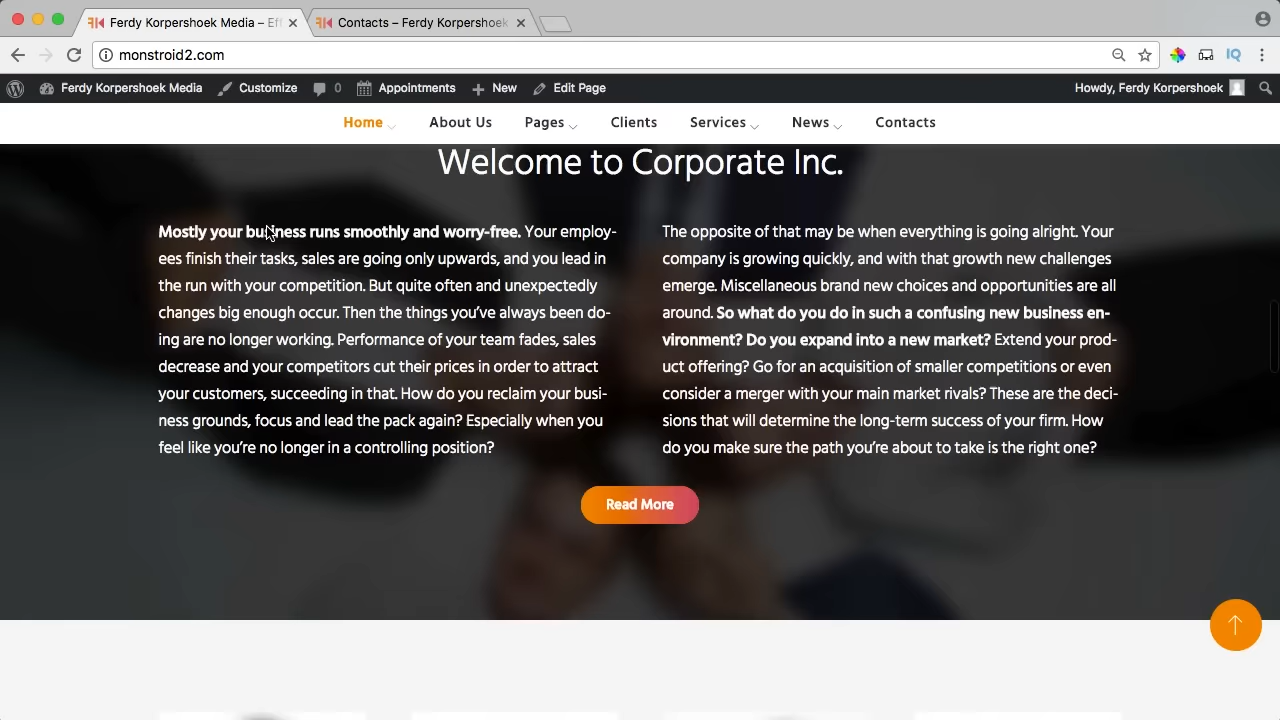 Ferdy Korpershoek Media – Eff
Contacts – Ferdy Korpershoek
monstroid2.com
Ferdy Korpershoek Media
Customize
0
Appointments
New
Edit Page
Howdy, Ferdy Korpershoek
Home
About Us
Pages
Clients
Services
News
Contacts
Welcome to Corporate Inc.
Mostly your business runs smoothly and worry-free. Your employ-
ees finish their tasks, sales are going only upwards, and you lead in
the run with your competition. But quite often and unexpectedly
changes big enough occur. Then the things you've always been do-
ing are no longer working. Performance of your team fades, sales
decrease and your competitors cut their prices in order to attract
your customers, succeeding in that. How do you reclaim your busi-
ness grounds, focus and lead the pack again? Especially when you
feel like you're no longer in a controlling position?
The opposite of that may be when everything is going alright. Your
company is growing quickly, and with that growth new challenges
emerge. Miscellaneous brand new choices and opportunities are all
around. So what do you do in such a confusing new business en-
vironment? Do you expand into a new market? Extend your prod-
uct offering? Go for an acquisition of smaller competitors or even
consider a merger with your main market rivals? These are the deci-
sions that will determine the long-term success of your firm. How
do you make sure the path you're about to take is the right one?
Read More